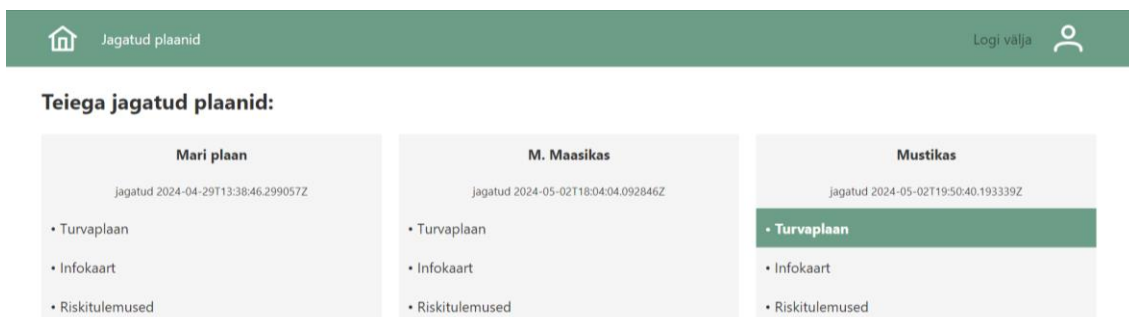 Jagatud plaanid
Logi välja
Teiega jagatud plaanid:
Mari plaan
jagatud 2024-04-29T13:38:46.299057Z
• Turvaplaan
• Infokaart
• Riskitulemused
M. Maasikas
jagatud 2024-05-02T18:04:04.092846Z
• Turvaplaan
• Infokaart
• Riskitulemused
Mustikas
jagatud 2024-05-02T19:50:40.193339Z
• Turvaplaan
• Infokaart
• Riskitulemused